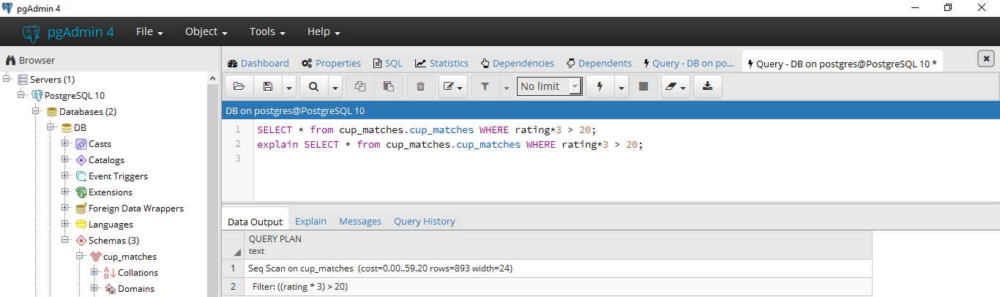 pgAdmin 4
pgAdmin 4 File Object Tools Help
Browser
Dashboard Properties SQL Statistics Dependencies Dependents Query - DB on po... Query - DB on postgres@PostgreSQL 10 *
Servers (1)
No limit
PostgreSQL 10
Databases (2)
DB on postgres@PostgreSQL 10
DB
1 SELECT * from cup_matches.cup_matches WHERE rating*3 > 20;
Casts
2 explain SELECT * from cup_matches.cup_matches WHERE rating*3 > 20;
Catalogs
3
Event Triggers
Extensions
Foreign Data Wrappers
Languages
Data Output Explain Messages Query History
Schemas (3)
QUERY PLAN
text
cup_matches
1 Seq Scan on cup_matches (cost=0.00..59.20 rows=893 width=24)
Collations
2 Filter: ((rating * 3) > 20)
Domains